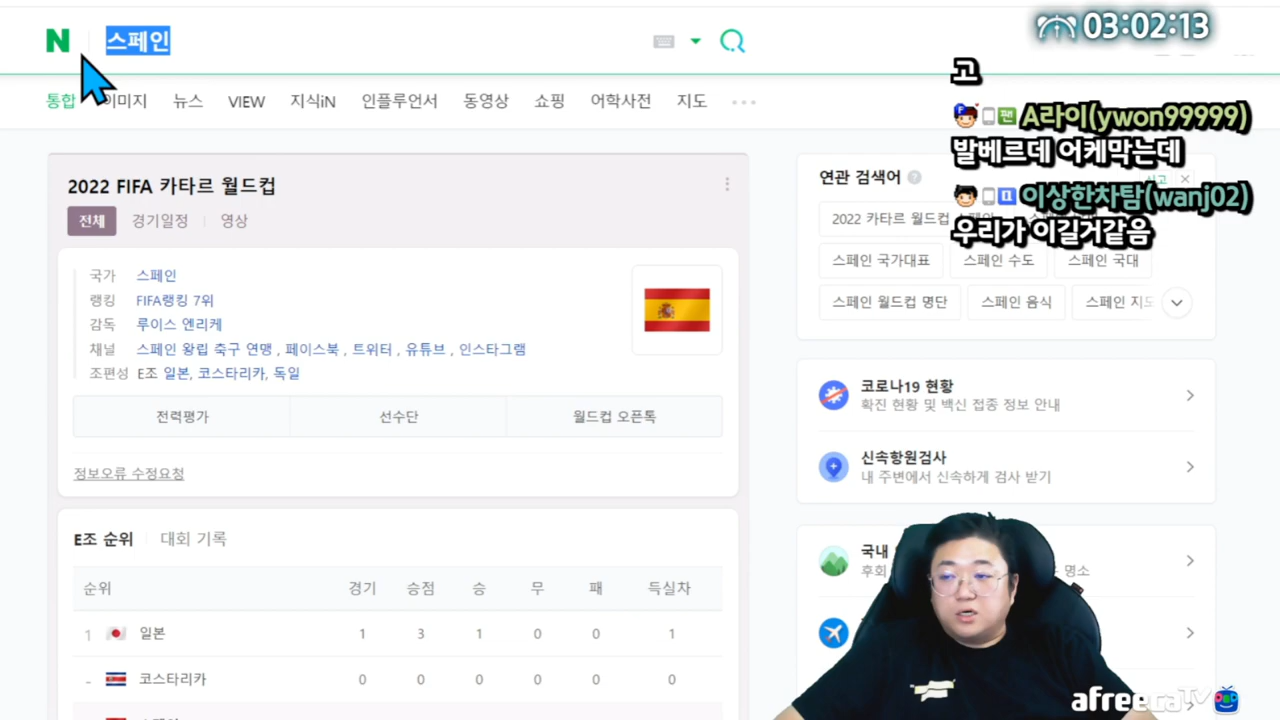 N 스페인
03:02:13
통합 이미지 뉴스 VIEW 지식iN 인플루언서 동영상 쇼핑 어학사전 지도
고
A라이(ywon99999)
발베르데 어케막는데
이상한차탐(wanj02)
우리가 이길거같음
2022 FIFA 카타르 월드컵
전체 경기일정 영상
국가 스페인
랭킹 FIFA랭킹 7위
감독 루이스 엔리케
채널 스페인 왕립 축구 연맹 , 페이스북 , 트위터 , 유튜브 , 인스타그램
조편성 E조 일본, 코스타리카, 독일
전력평가 선수단 월드컵 오픈톡
정보오류 수정요청
E조 순위 대회 기록
순위 경기 승점 승 무 패 득실차
1 일본 1 3 1 0 0 1
- 코스타리카 0 0 0 0 0 0
연관 검색어
신고
2022 카타르 월드컵
스페인 국가대표 스페인 수도 스페인 국대
스페인 월드컵 명단 스페인 음식 스페인 지도
코로나19 현황
확진 현황 및 백신 접종 정보 안내
신속항원검사
내 주변에서 신속하게 검사 받기
국내
명소
afreecaTV